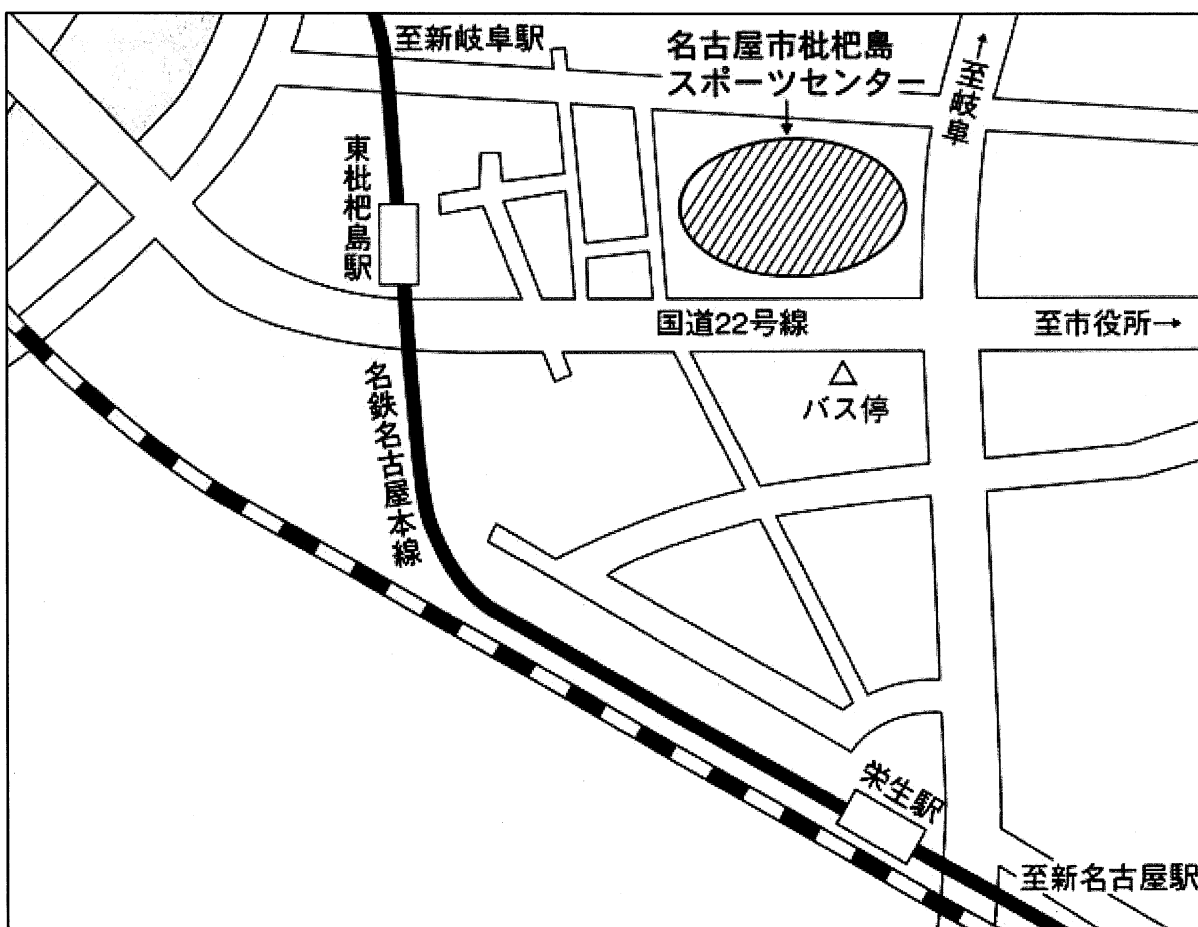 至新岐阜駅
名古屋市枇杷島
スポーツセンター
至岐阜
東枇杷島駅
国道22号線
至市役所→
バス停
名鉄名古屋本線
栄生駅
至新名古屋駅